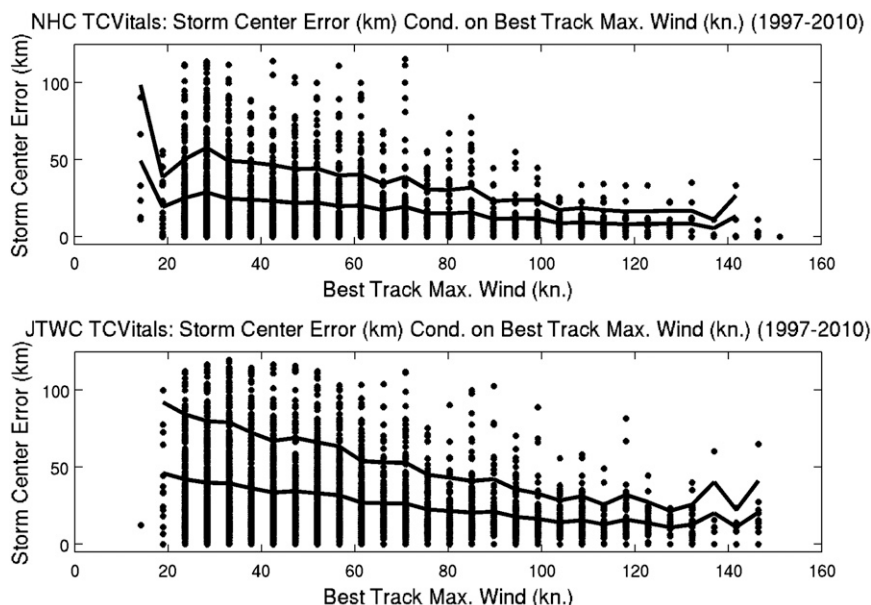 NHC TCVitals: Storm Center Error (km) Cond. on Best Track Max. Wind (kn.) (1997-2010)
Storm Center Error (km)
100
50
0
0 20 40 60 80 100 120 140 160
Best Track Max. Wind (kn.)
JTWC TCVitals: Storm Center Error (km) Cond. on Best Track Max. Wind (kn.) (1997-2010)
Storm Center Error (km)
100
50
0
0 20 40 60 80 100 120 140 160
Best Track Max. Wind (kn.)